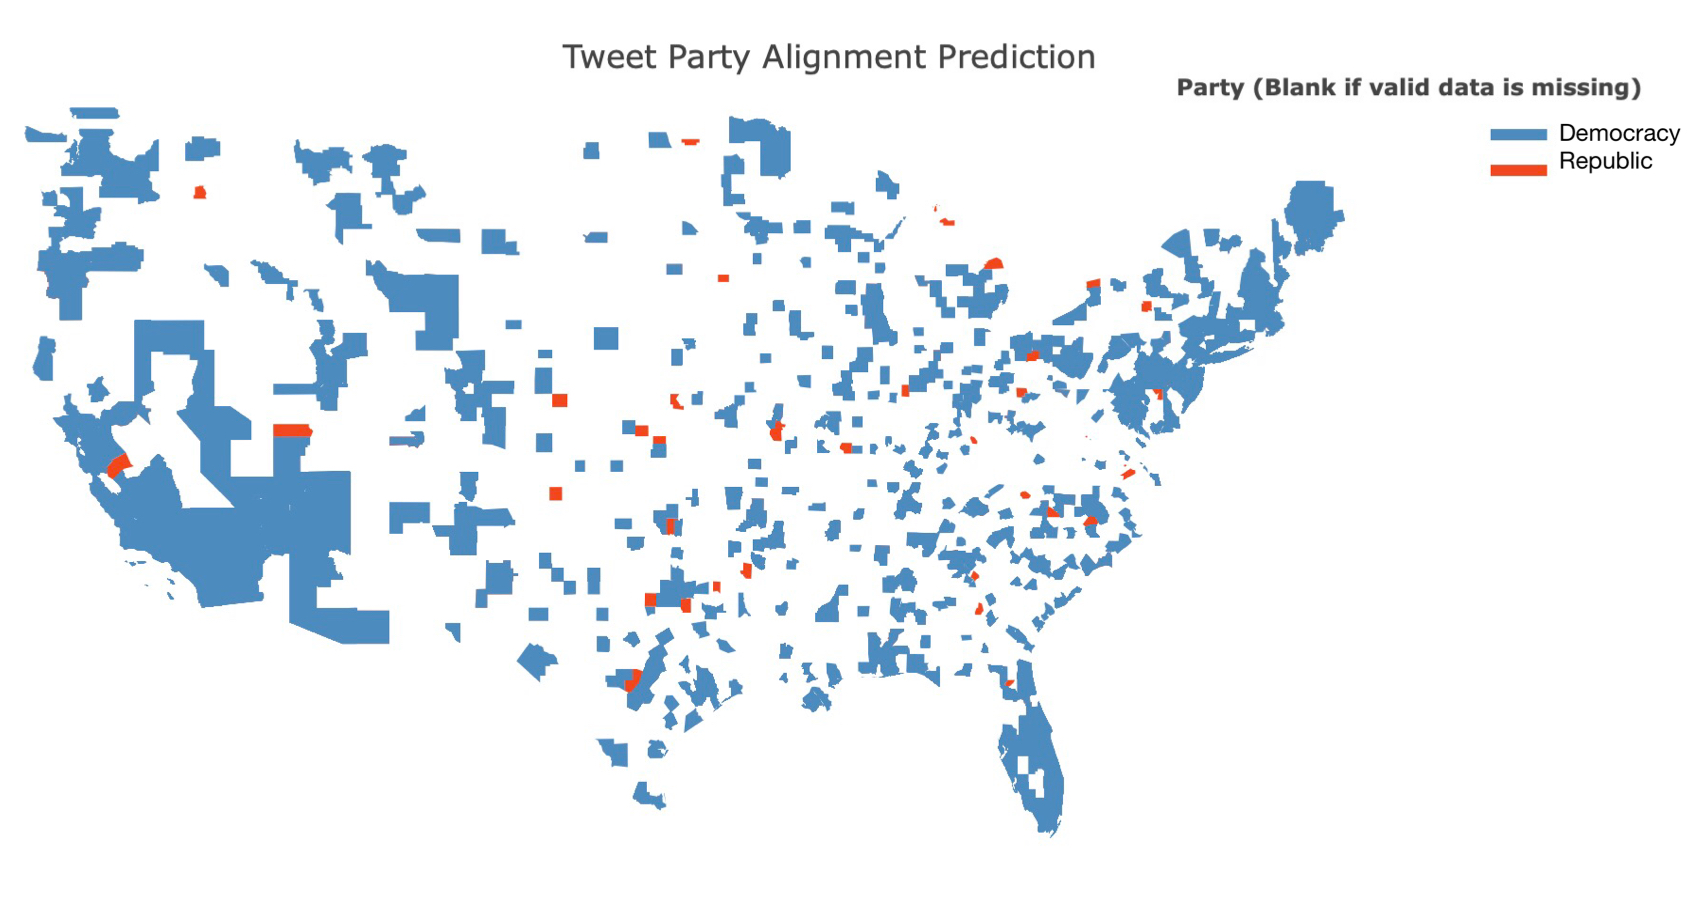 Tweet Party Alignment Prediction
Party (Blank if valid data is missing)
Democracy
Republic